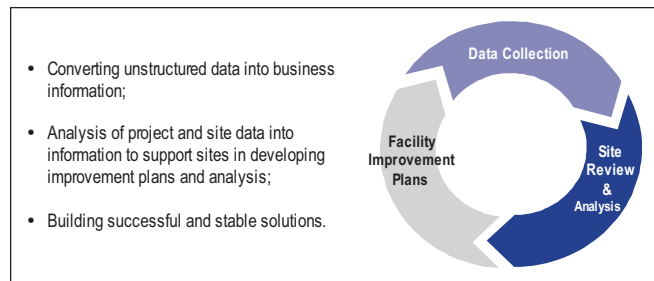 • Converting unstructured data into business
information;
• Analysis of project and site data into
information to support sites in developing
improvement plans and analysis;
• Building successful and stable solutions.
Data Collection
Site
Review
&
Analysis
Facility
Improvement
Plans